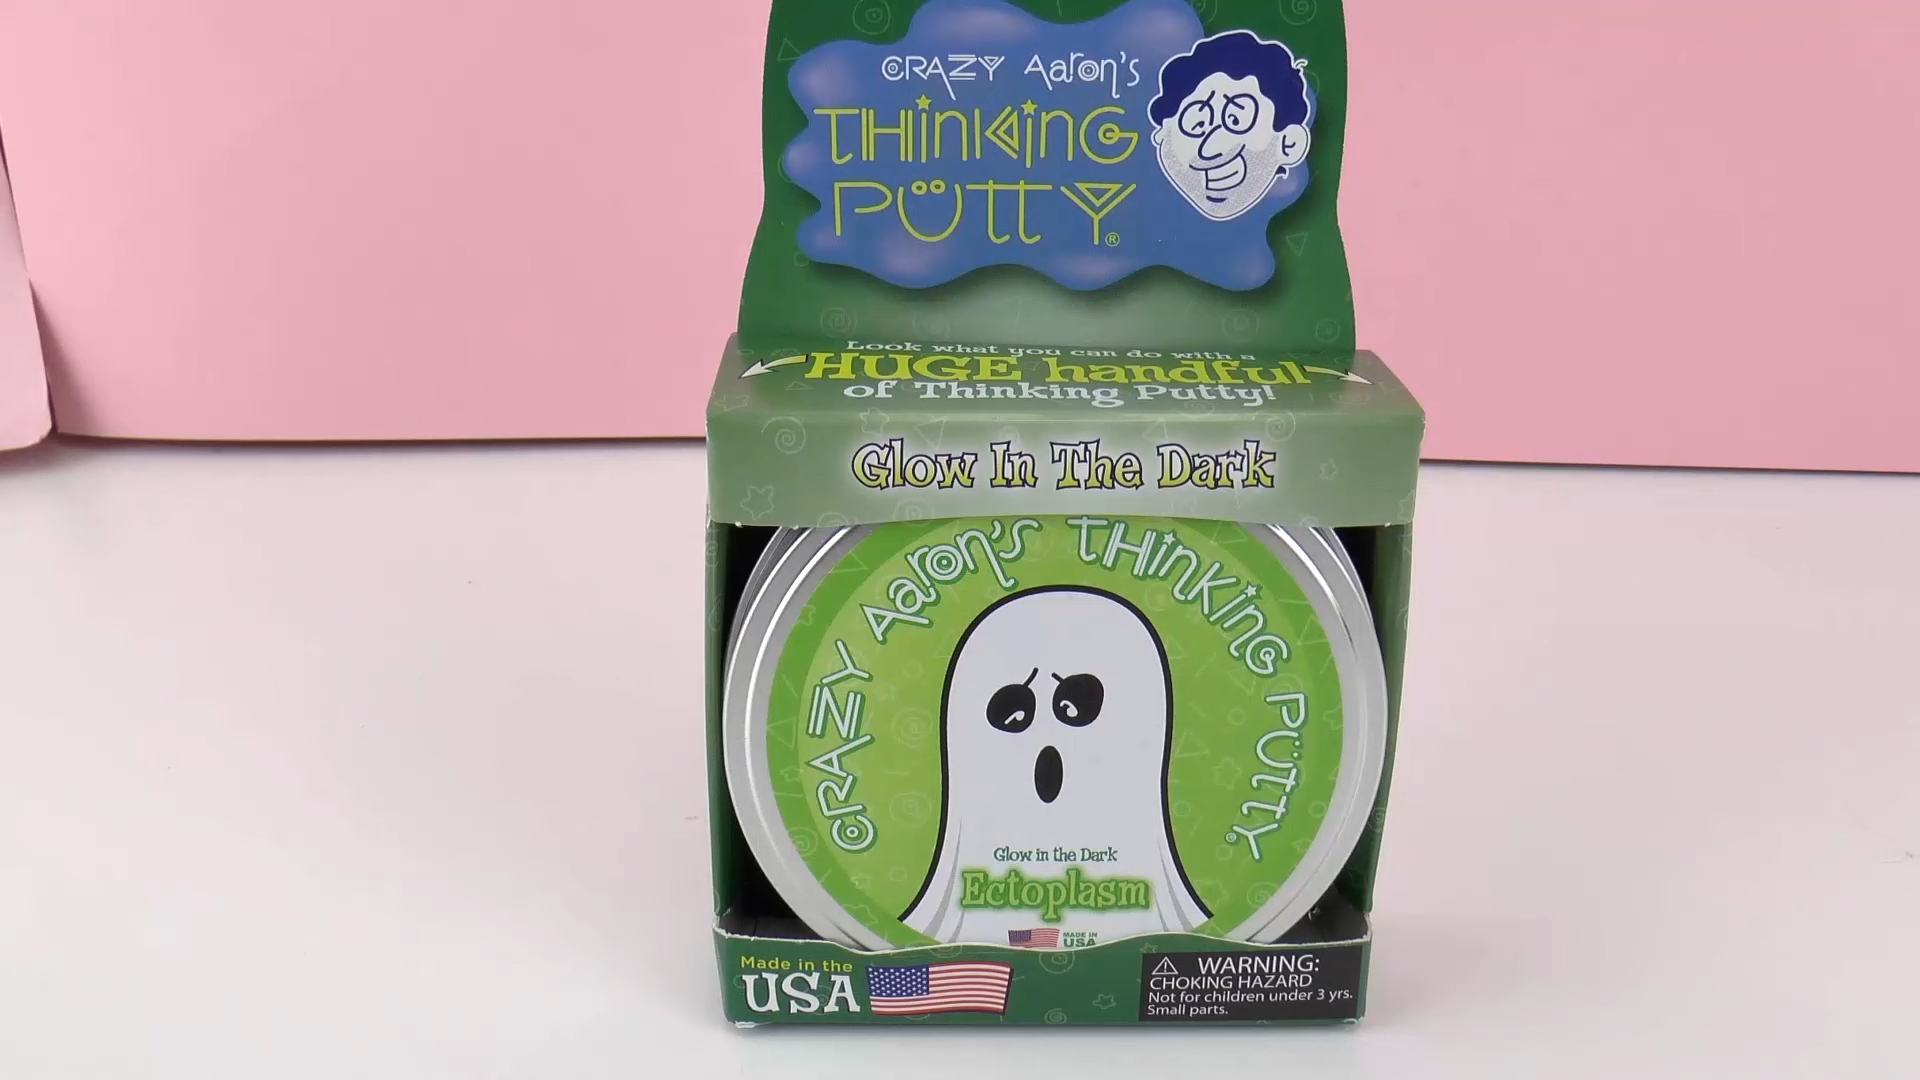 CRAZY Aaron's
THinKinG
PÜttY®
Look what you can do with a
HUGE handful
of Thinking Putty!
Glow In The Dark
CRAZY Aaron's tHinKinG PÜttY®
Glow in the Dark
Ectoplasm
MADE IN
USA
Made in the
USA
WARNING:
CHOKING HAZARD
Not for children under 3 yrs.
Small parts.